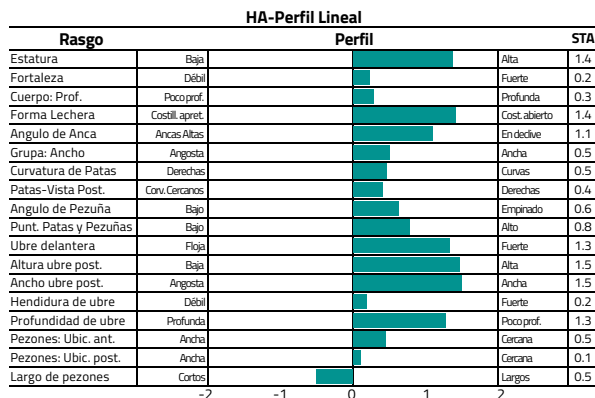 HA-Perfil Lineal
Rasgo Perfil STA
Estatura Baja Alta 1.4
Fortaleza Débil Fuerte 0.2
Cuerpo: Prof. Poco prof. Profunda 0.3
Forma Lechera Costill. apret. Cost. abierto 1.4
Angulo de Anca Ancas Altas En declive 1.1
Grupa: Ancho Angosta Ancha 0.5
Curvatura de Patas Derechas Curvas 0.5
Patas-Vista Post. Corv. Cercanos Derechas 0.4
Angulo de Pezuña Bajo Empinado 0.6
Punt. Patas y Pezuñas Bajo Alto 0.8
Ubre delantera Floja Fuerte 1.3
Altura ubre post. Baja Alta 1.5
Ancho ubre post. Angosta Ancha 1.5
Hendidura de ubre Débil Fuerte 0.2
Profundidad de ubre Profunda Poco prof. 1.3
Pezones: Ubic. ant. Ancha Cercana 0.5
Pezones: Ubic. post. Ancha Cercana 0.1
Largo de pezones Cortos Largos 0.5
-2 -1 0 1 2